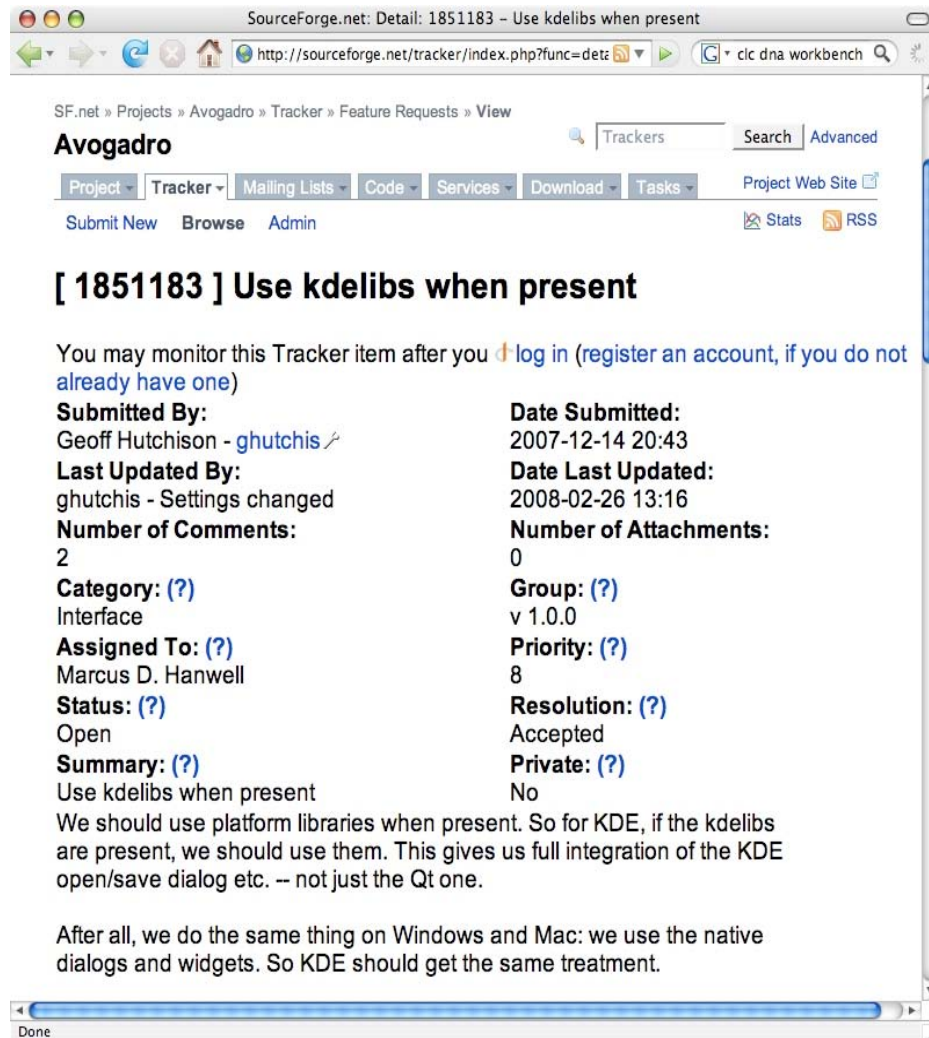 SourceForge.net: Detail: 1851183 – Use kdelibs when present
http://sourceforge.net/tracker/index.php?func=deta
G clc dna workbench
SF.net » Projects » Avogadro » Tracker » Feature Requests » View
Avogadro
Trackers Search Advanced
Project Tracker Mailing Lists Code Services Download Tasks Project Web Site
Submit New Browse Admin Stats RSS
[ 1851183 ] Use kdelibs when present
You may monitor this Tracker item after you log in (register an account, if you do not
already have one)
Submitted By: Date Submitted:
Geoff Hutchison - ghutchis 2007-12-14 20:43
Last Updated By: Date Last Updated:
ghutchis - Settings changed 2008-02-26 13:16
Number of Comments: Number of Attachments:
2 0
Category: (?) Group: (?)
Interface v 1.0.0
Assigned To: (?) Priority: (?)
Marcus D. Hanwell 8
Status: (?) Resolution: (?)
Open Accepted
Summary: (?) Private: (?)
Use kdelibs when present No
We should use platform libraries when present. So for KDE, if the kdelibs
are present, we should use them. This gives us full integration of the KDE
open/save dialog etc. -- not just the Qt one.
After all, we do the same thing on Windows and Mac: we use the native
dialogs and widgets. So KDE should get the same treatment.
Done